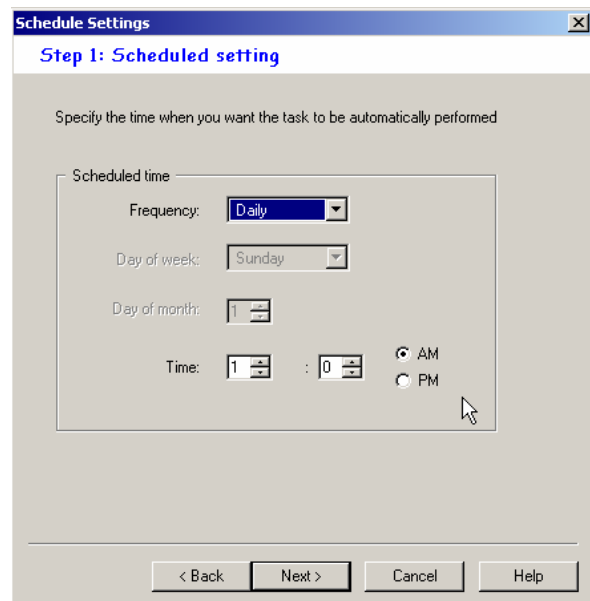 Schedule Settings
Step 1: Scheduled setting
Specify the time when you want the task to be automatically performed
Scheduled time
Frequency: Daily
Day of week: Sunday
Day of month: 1
Time: 1 : 0 AM
PM
< Back Next > Cancel Help